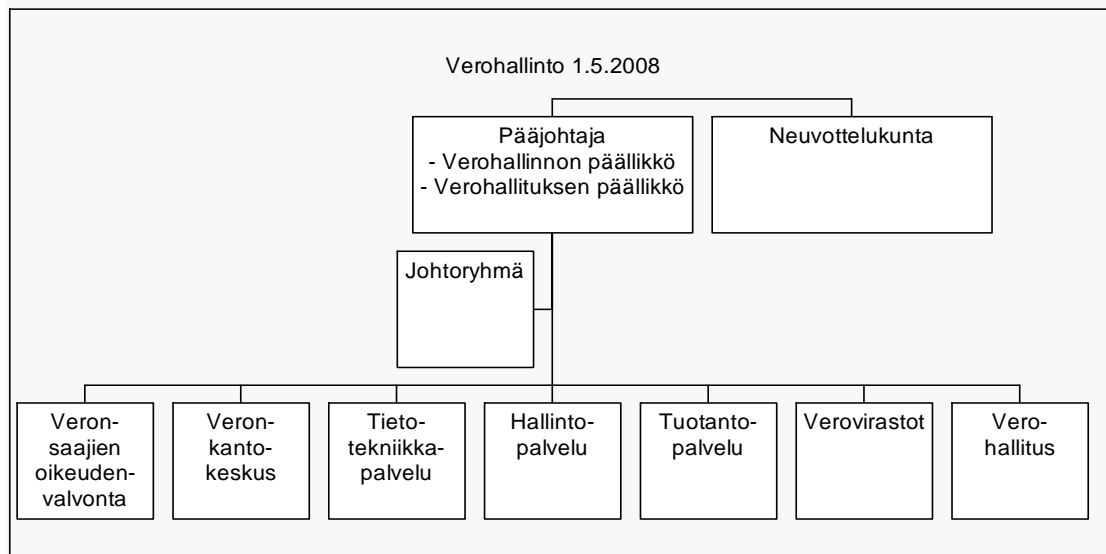 Verohallinto 1.5.2008
Pääjohtaja
- Verohallinnon päällikkö
- Verohallituksen päällikkö
Neuvottelukunta
Johtoryhmä
Veron-
saajien
oikeuden-
valvonta
Veron-
kanto-
keskus
Tieto-
tekniikka-
palvelu
Hallinto-
palvelu
Tuotanto-
palvelu
Verovirastot
Vero-
hallitus